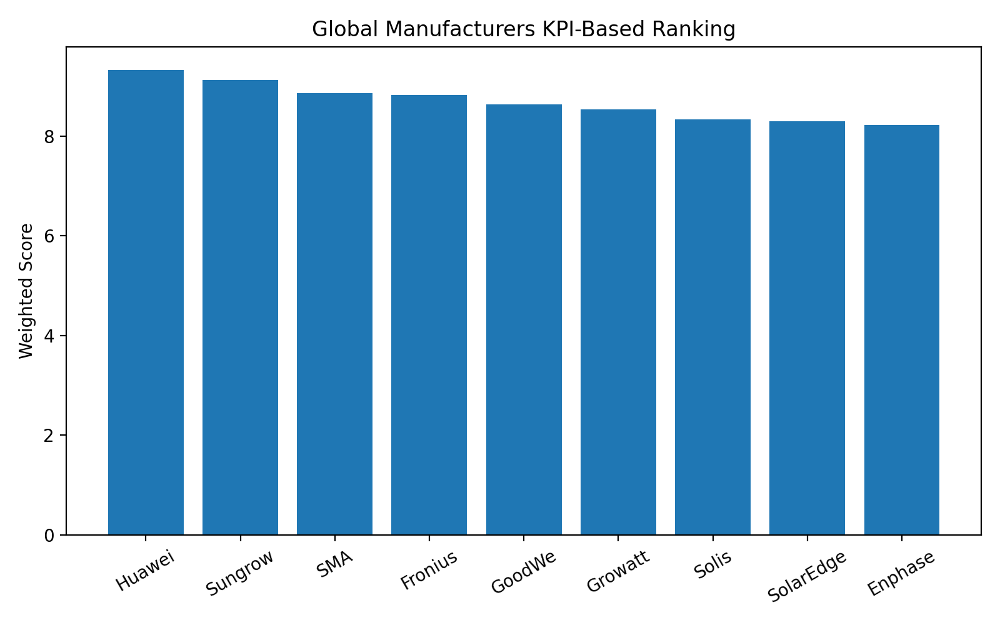 Global Manufacturers KPI-Based Ranking
Weighted Score
8
6
4
2
0
Huawei
Sungrow
SMA
Fronius
GoodWe
Growatt
Solis
SolarEdge
Enphase